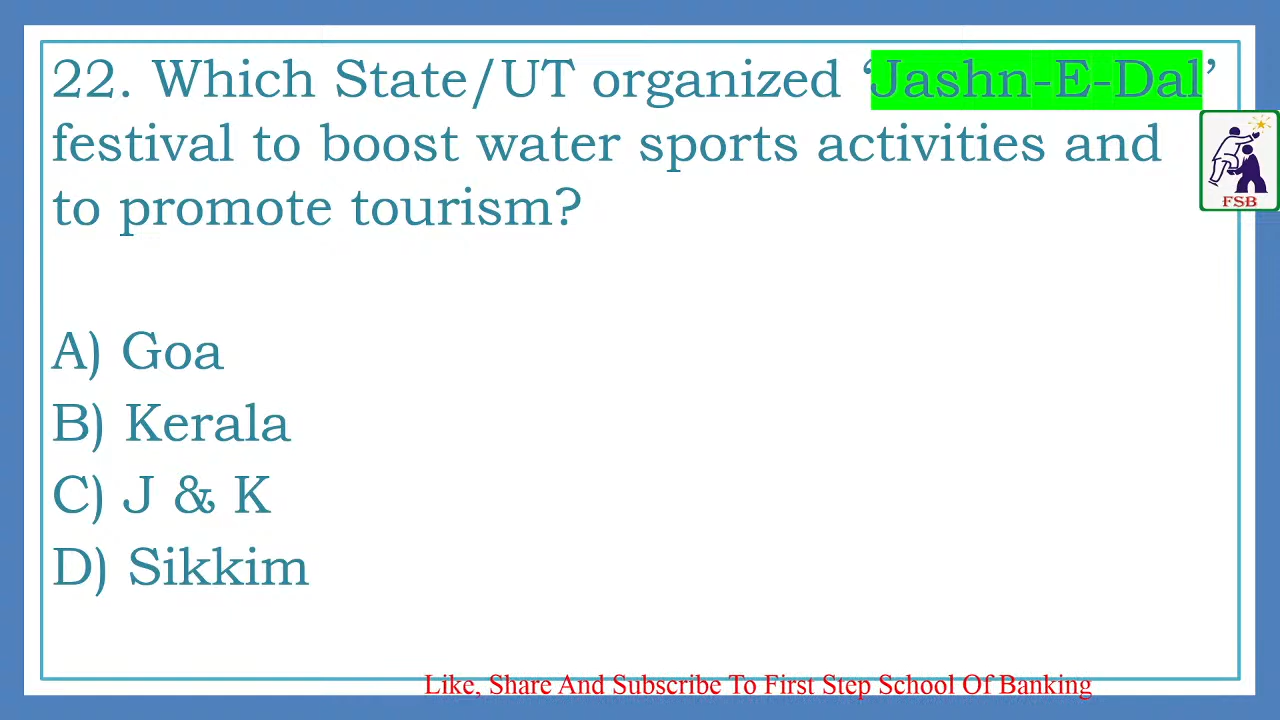 22. Which State/UT organized ‘Jashn-E-Dal’
festival to boost water sports activities and
to promote tourism?
FSB
A) Goa
B) Kerala
C) J & K
D) Sikkim
Like, Share And Subscribe To First Step School Of Banking